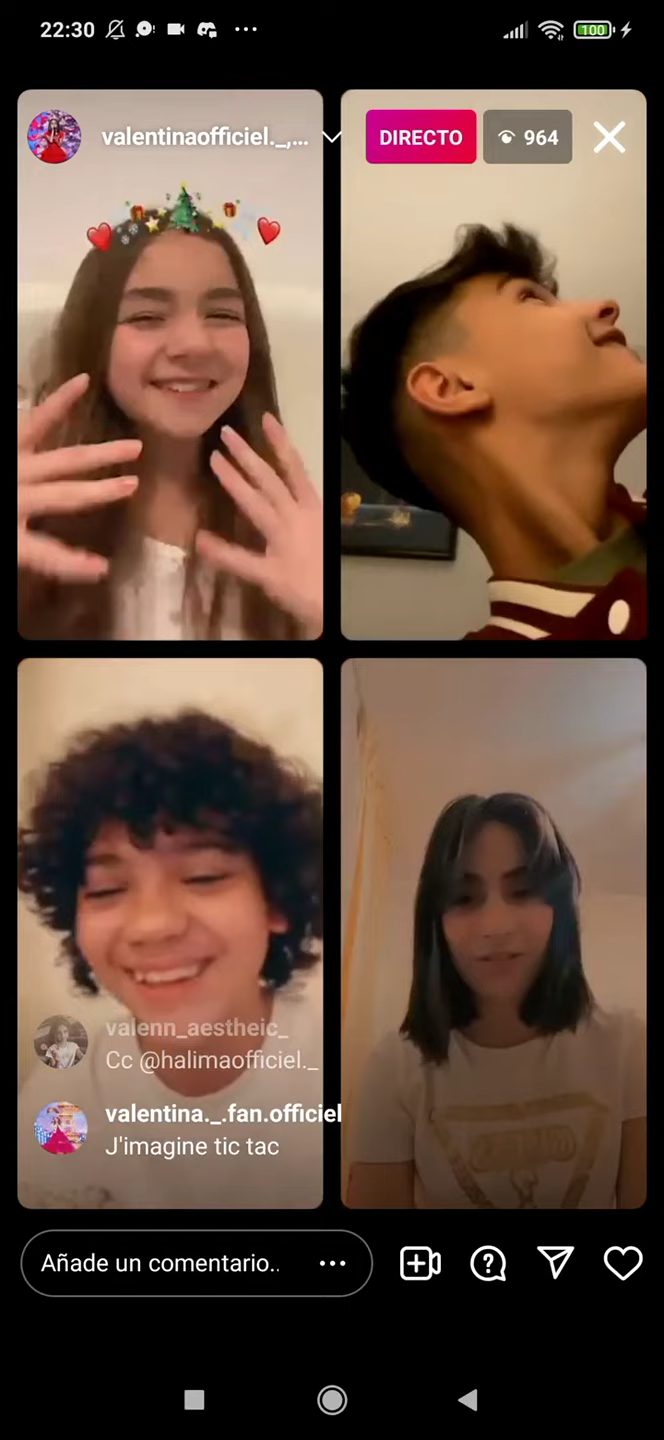 22:30
100
valentinaofficiel._,...
DIRECTO
964
valenn_aestheic_
Cc @halimaofficiel._
valentina._.fan.officiel
J'imagine tic tac
Añade un comentario..